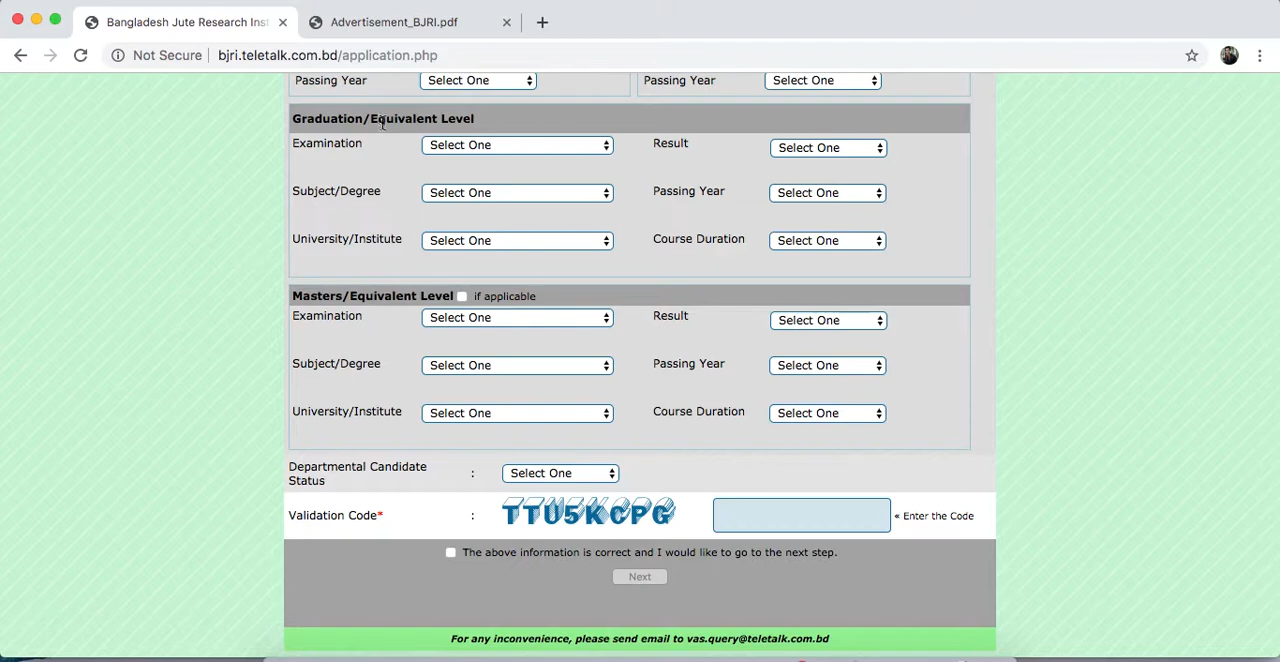 Bangladesh Jute Research Inst
Advertisement_BJRI.pdf
Not Secure bjri.teletalk.com.bd/application.php
Passing Year Select One Passing Year Select One
Graduation/Equivalent Level
Examination Select One Result Select One
Subject/Degree Select One Passing Year Select One
University/Institute Select One Course Duration Select One
Masters/Equivalent Level if applicable
Examination Select One Result Select One
Subject/Degree Select One Passing Year Select One
University/Institute Select One Course Duration Select One
Departmental Candidate
Status : Select One
Validation Code* : TTU5KCPG « Enter the Code
The above information is correct and I would like to go to the next step.
Next
For any inconvenience, please send email to vas.query@teletalk.com.bd